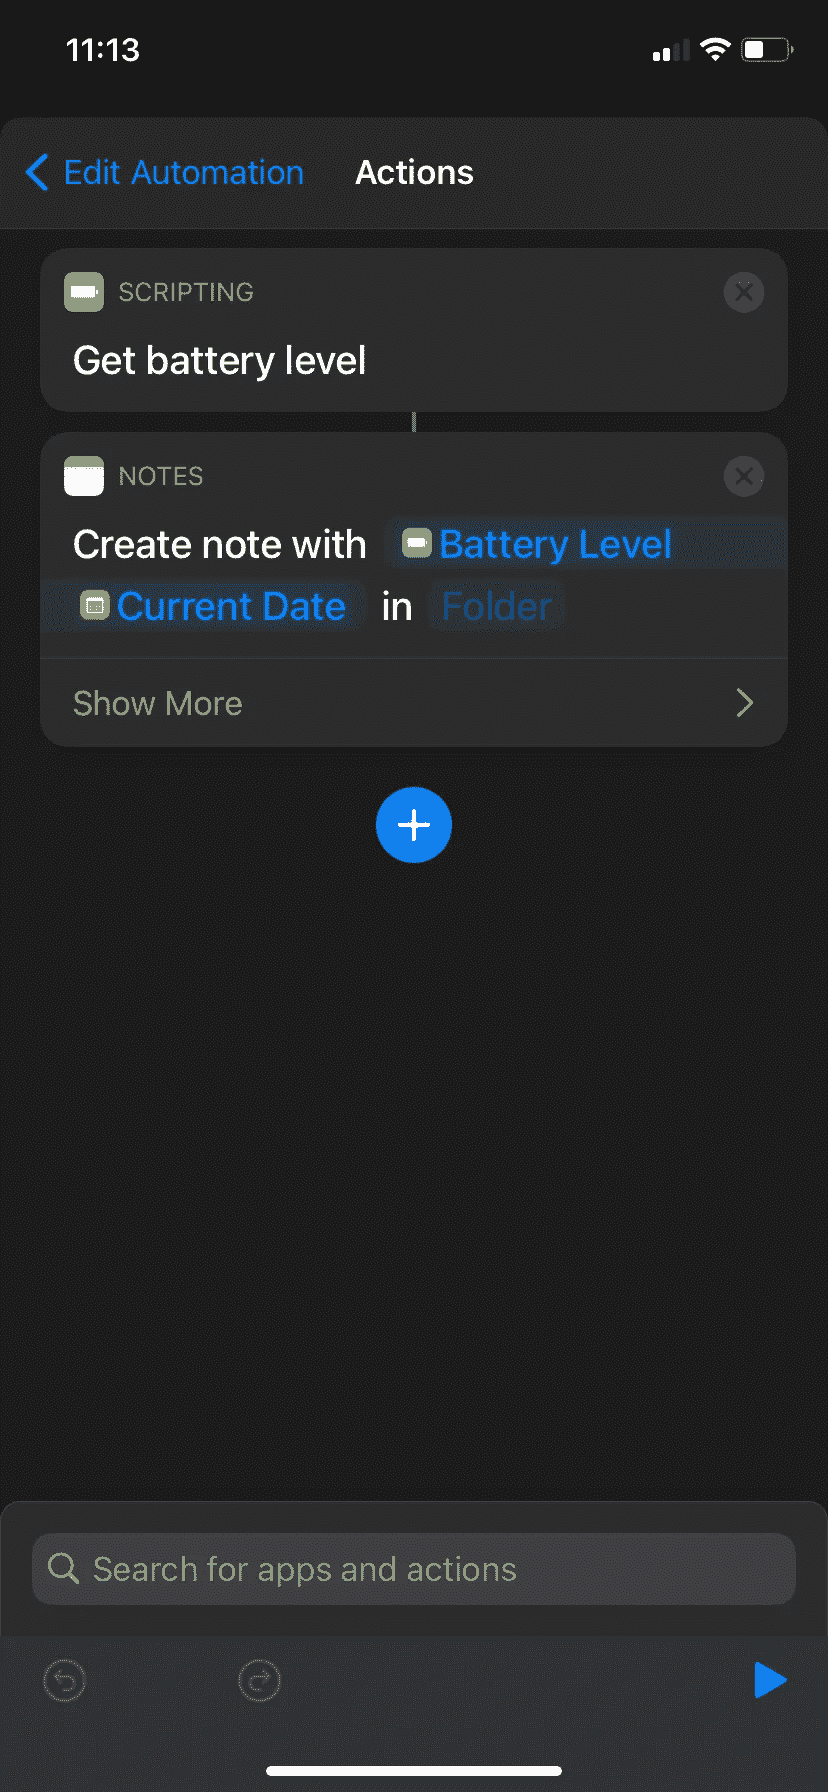 11:13
Edit Automation Actions
SCRIPTING
Get battery level
NOTES
Create note with Battery Level
Current Date in Folder
Show More
Search for apps and actions